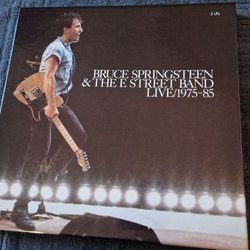 5 LPs
BRUCE SPRINGSTEEN
& THE E STREET BAND
LIVE/1975–85